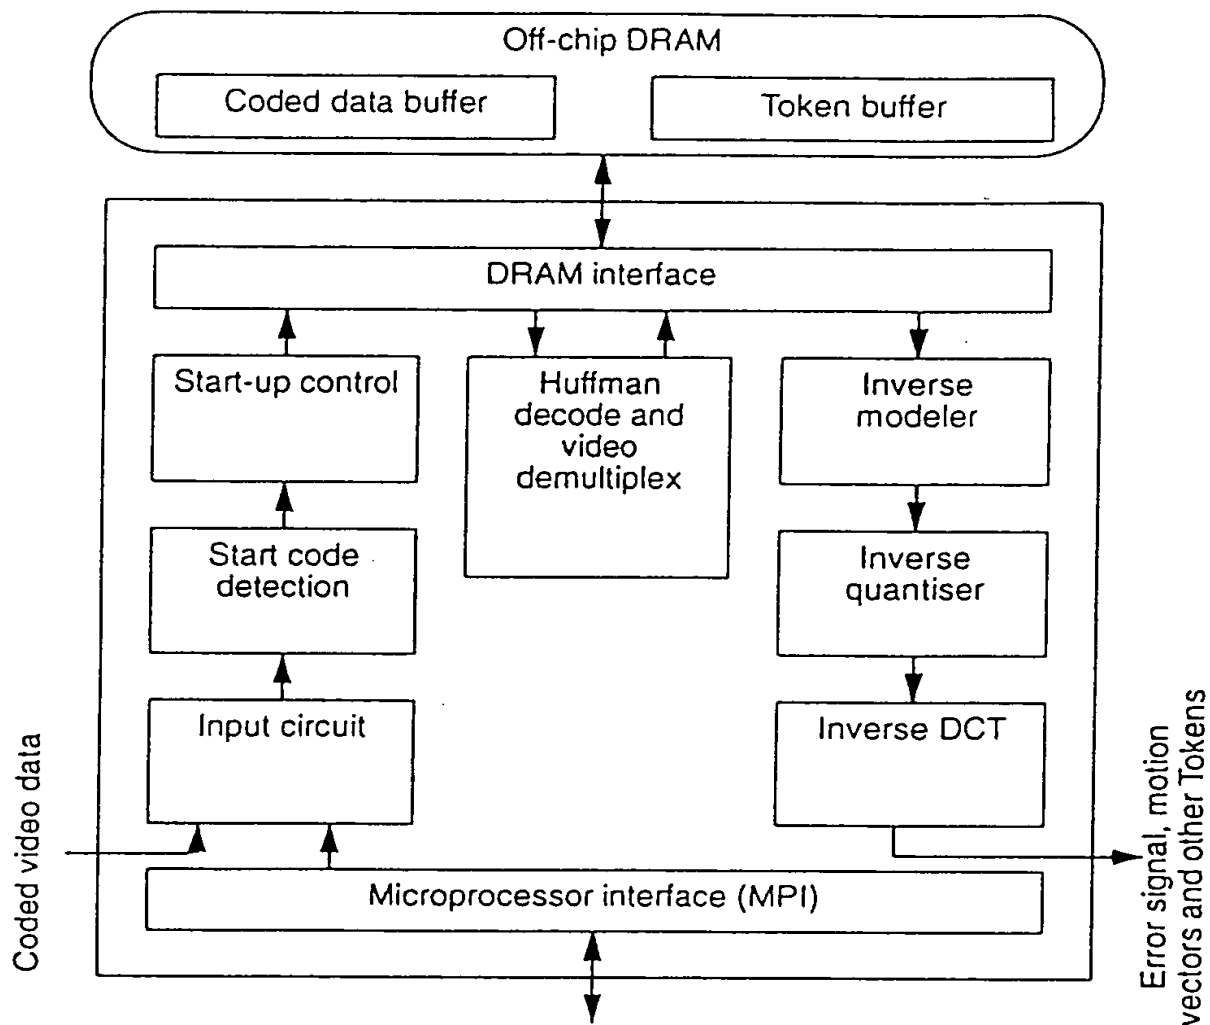 Off-chip DRAM
Coded data buffer
Token buffer
DRAM interface
Start-up control
Huffman
decode and
video
demultiplex
Inverse
modeler
Start code
detection
Inverse
quantiser
Input circuit
Inverse DCT
Coded video data
Error signal, motion
vectors and other Tokens
Microprocessor interface (MPI)